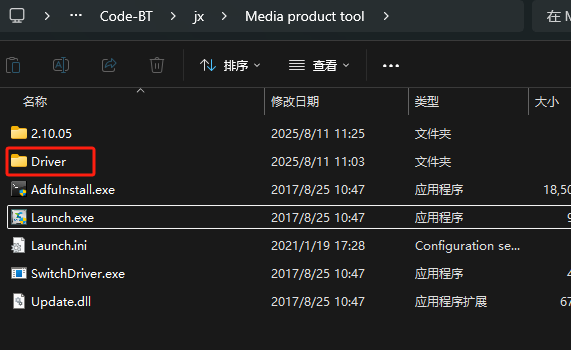 Code-BT jx Media product tool 在
排序 查看
名称 修改日期 类型 大小
2.10.05 2025/8/11 11:25 文件夹
Driver 2025/8/11 11:03 文件夹
AdfuInstall.exe 2017/8/25 10:47 应用程序 18,50
Launch.exe 2017/8/25 10:47 应用程序
Launch.ini 2021/1/19 17:28 Configuration se...
SwitchDriver.exe 2017/8/25 10:47 应用程序
Update.dll 2017/8/25 10:47 应用程序扩展 67